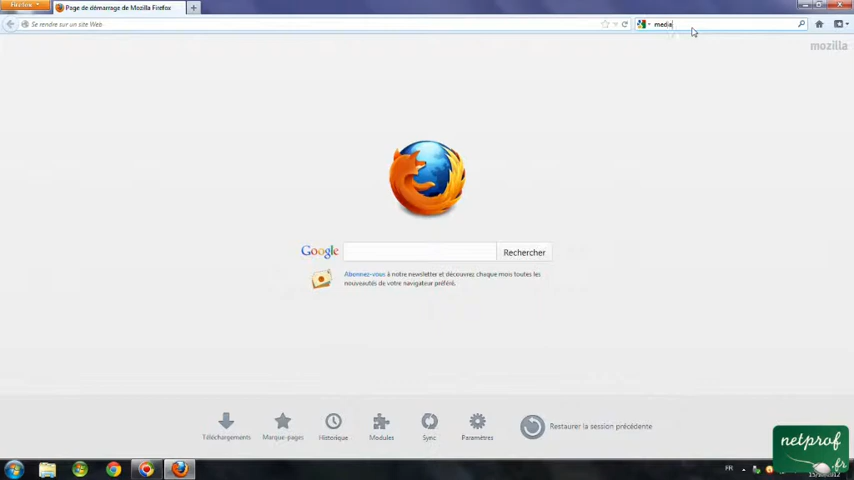 Firefox
Page de démarrage de Mozilla Firefox
Se rendre sur un site Web
media
mozilla
Google
Rechercher
Abonnez-vous à notre newsletter et découvrez chaque mois toutes les
nouveautés de votre navigateur préféré.
Téléchargements
Marque-pages
Historique
Modules
Sync
Paramètres
Restaurer la session précédente
netprof
.fr
FR